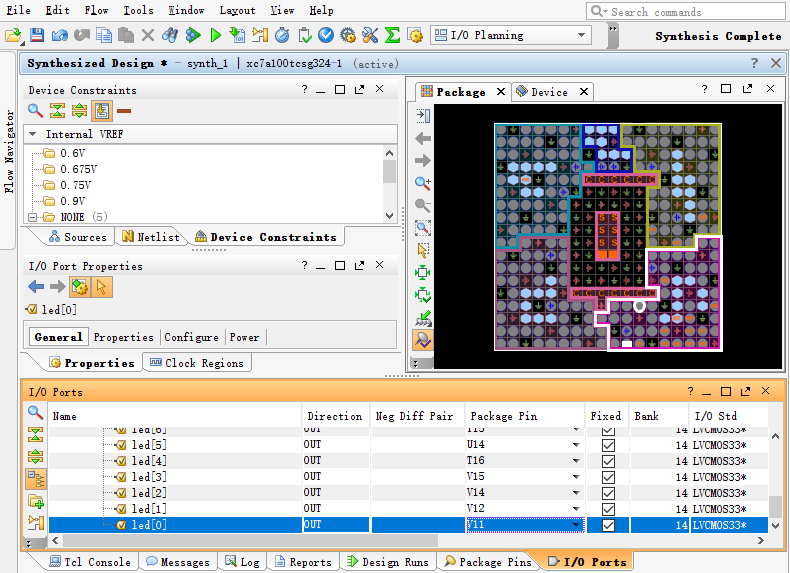 File Edit Flow Tools Window Layout View Help
Search commands
I/O Planning
Synthesis Complete
Synthesized Design * - synth_1 | xc7a100tcsg324-1 (active)
Flow Navigator
Device Constraints
Internal VREF
0.6V
0.675V
0.75V
0.9V
NONE (5)
Sources Netlist Device Constraints
I/O Port Properties
led[0]
General Properties Configure Power
Properties Clock Regions
Package Device
I/O Ports
Name Direction Neg Diff Pair Package Pin Fixed Bank I/O Std
led[6] OUT 14 LVCMOS33*
led[5] OUT U14 14 LVCMOS33*
led[4] OUT T16 14 LVCMOS33*
led[3] OUT V15 14 LVCMOS33*
led[2] OUT V14 14 LVCMOS33*
led[1] OUT V12 14 LVCMOS33*
led[0] OUT V11 14 LVCMOS33*
Tcl Console Messages Log Reports Design Runs Package Pins I/O Ports